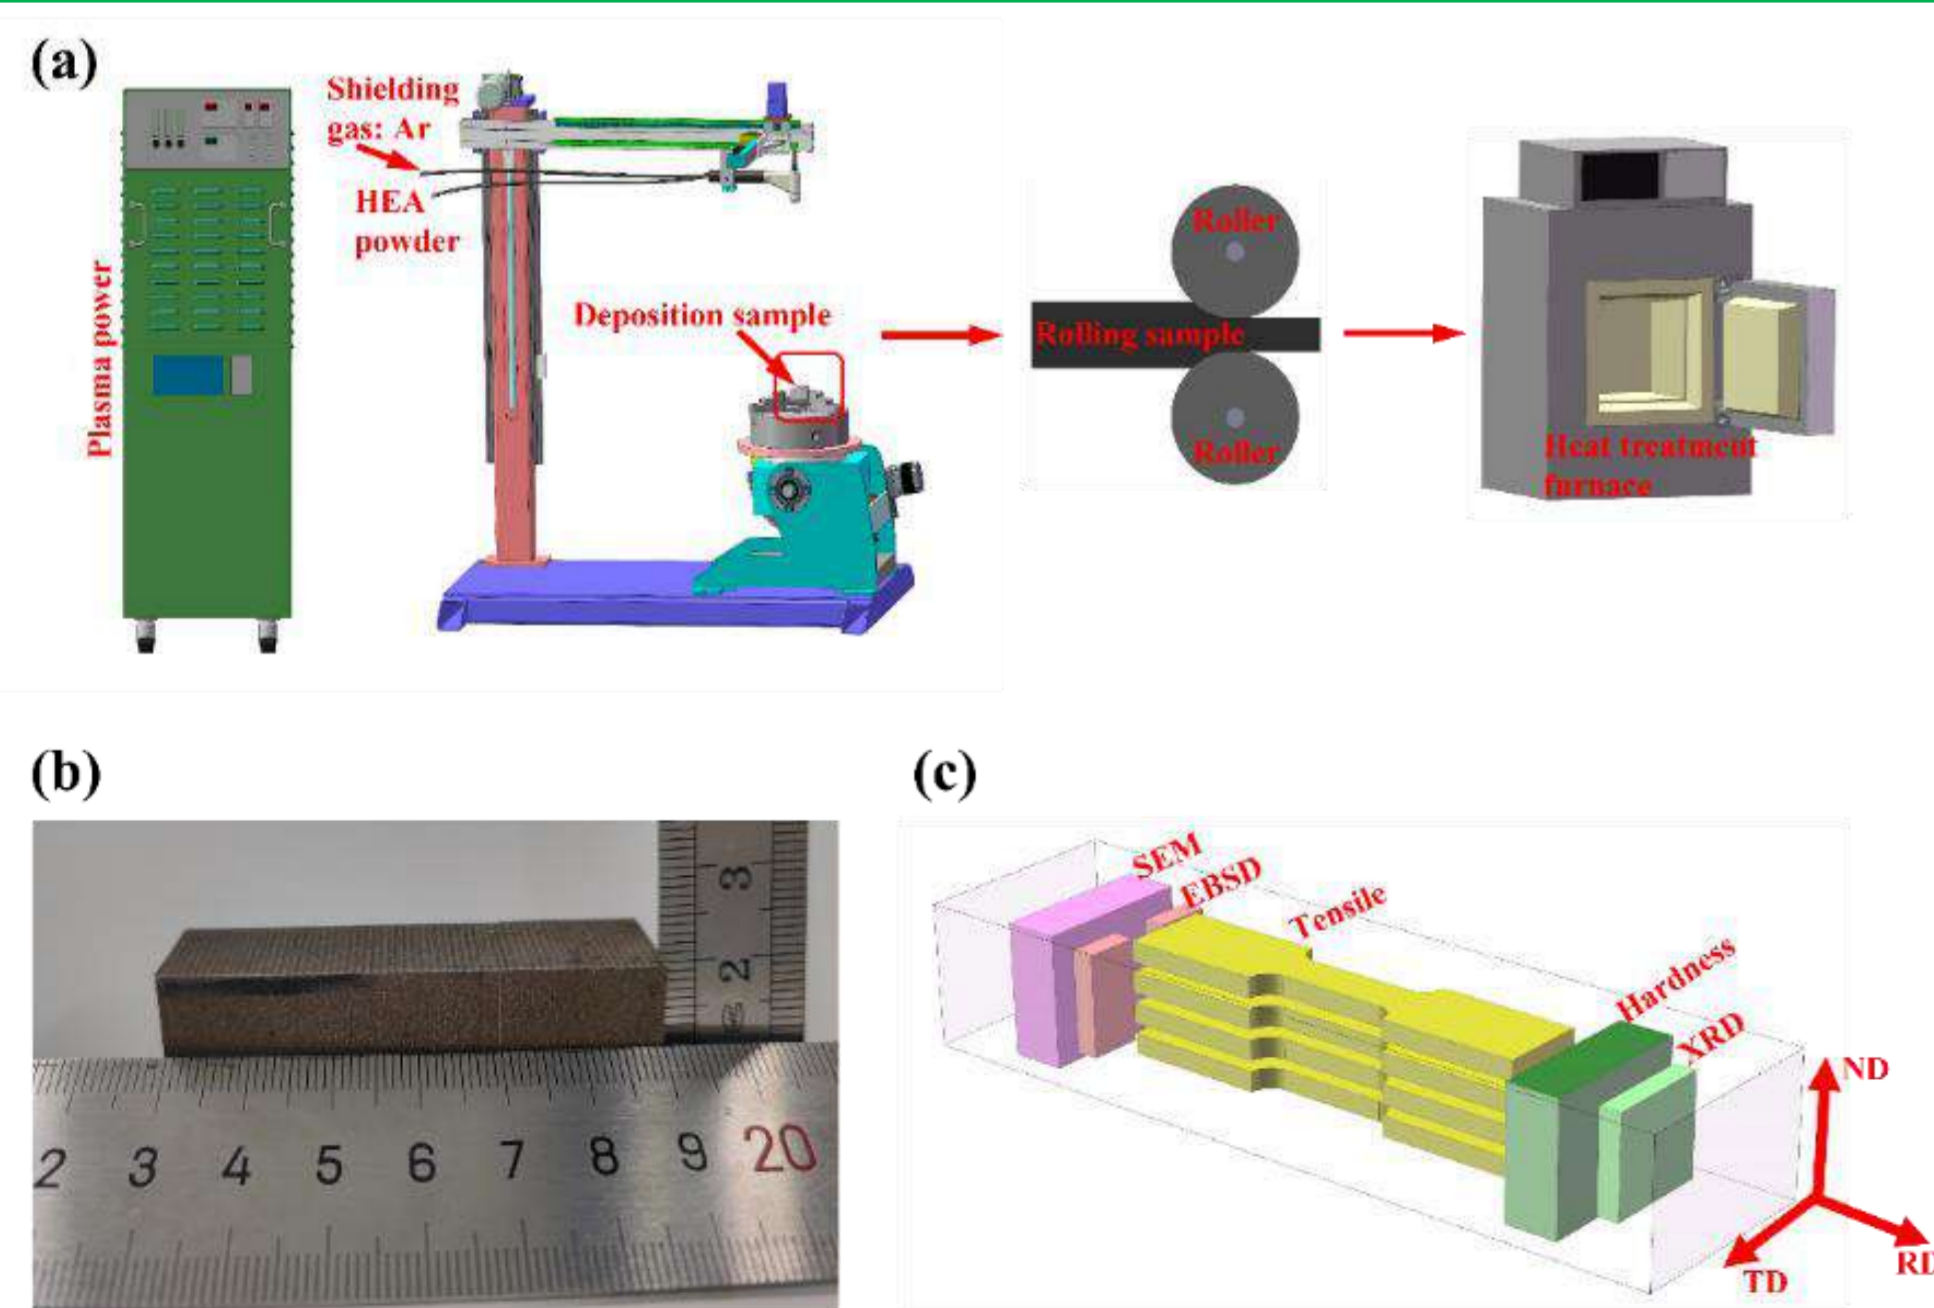 (a)
Shielding
gas: Ar
HEA
powder
Plasma power
Deposition sample
Roller
Rolling sample
Roller
Heat treatment
furnace
(b)
3
2
2 3 4 5 6 7 8 9 20
(c)
SEM
EBSD
Tensile
Hardness
XRD
ND
TD